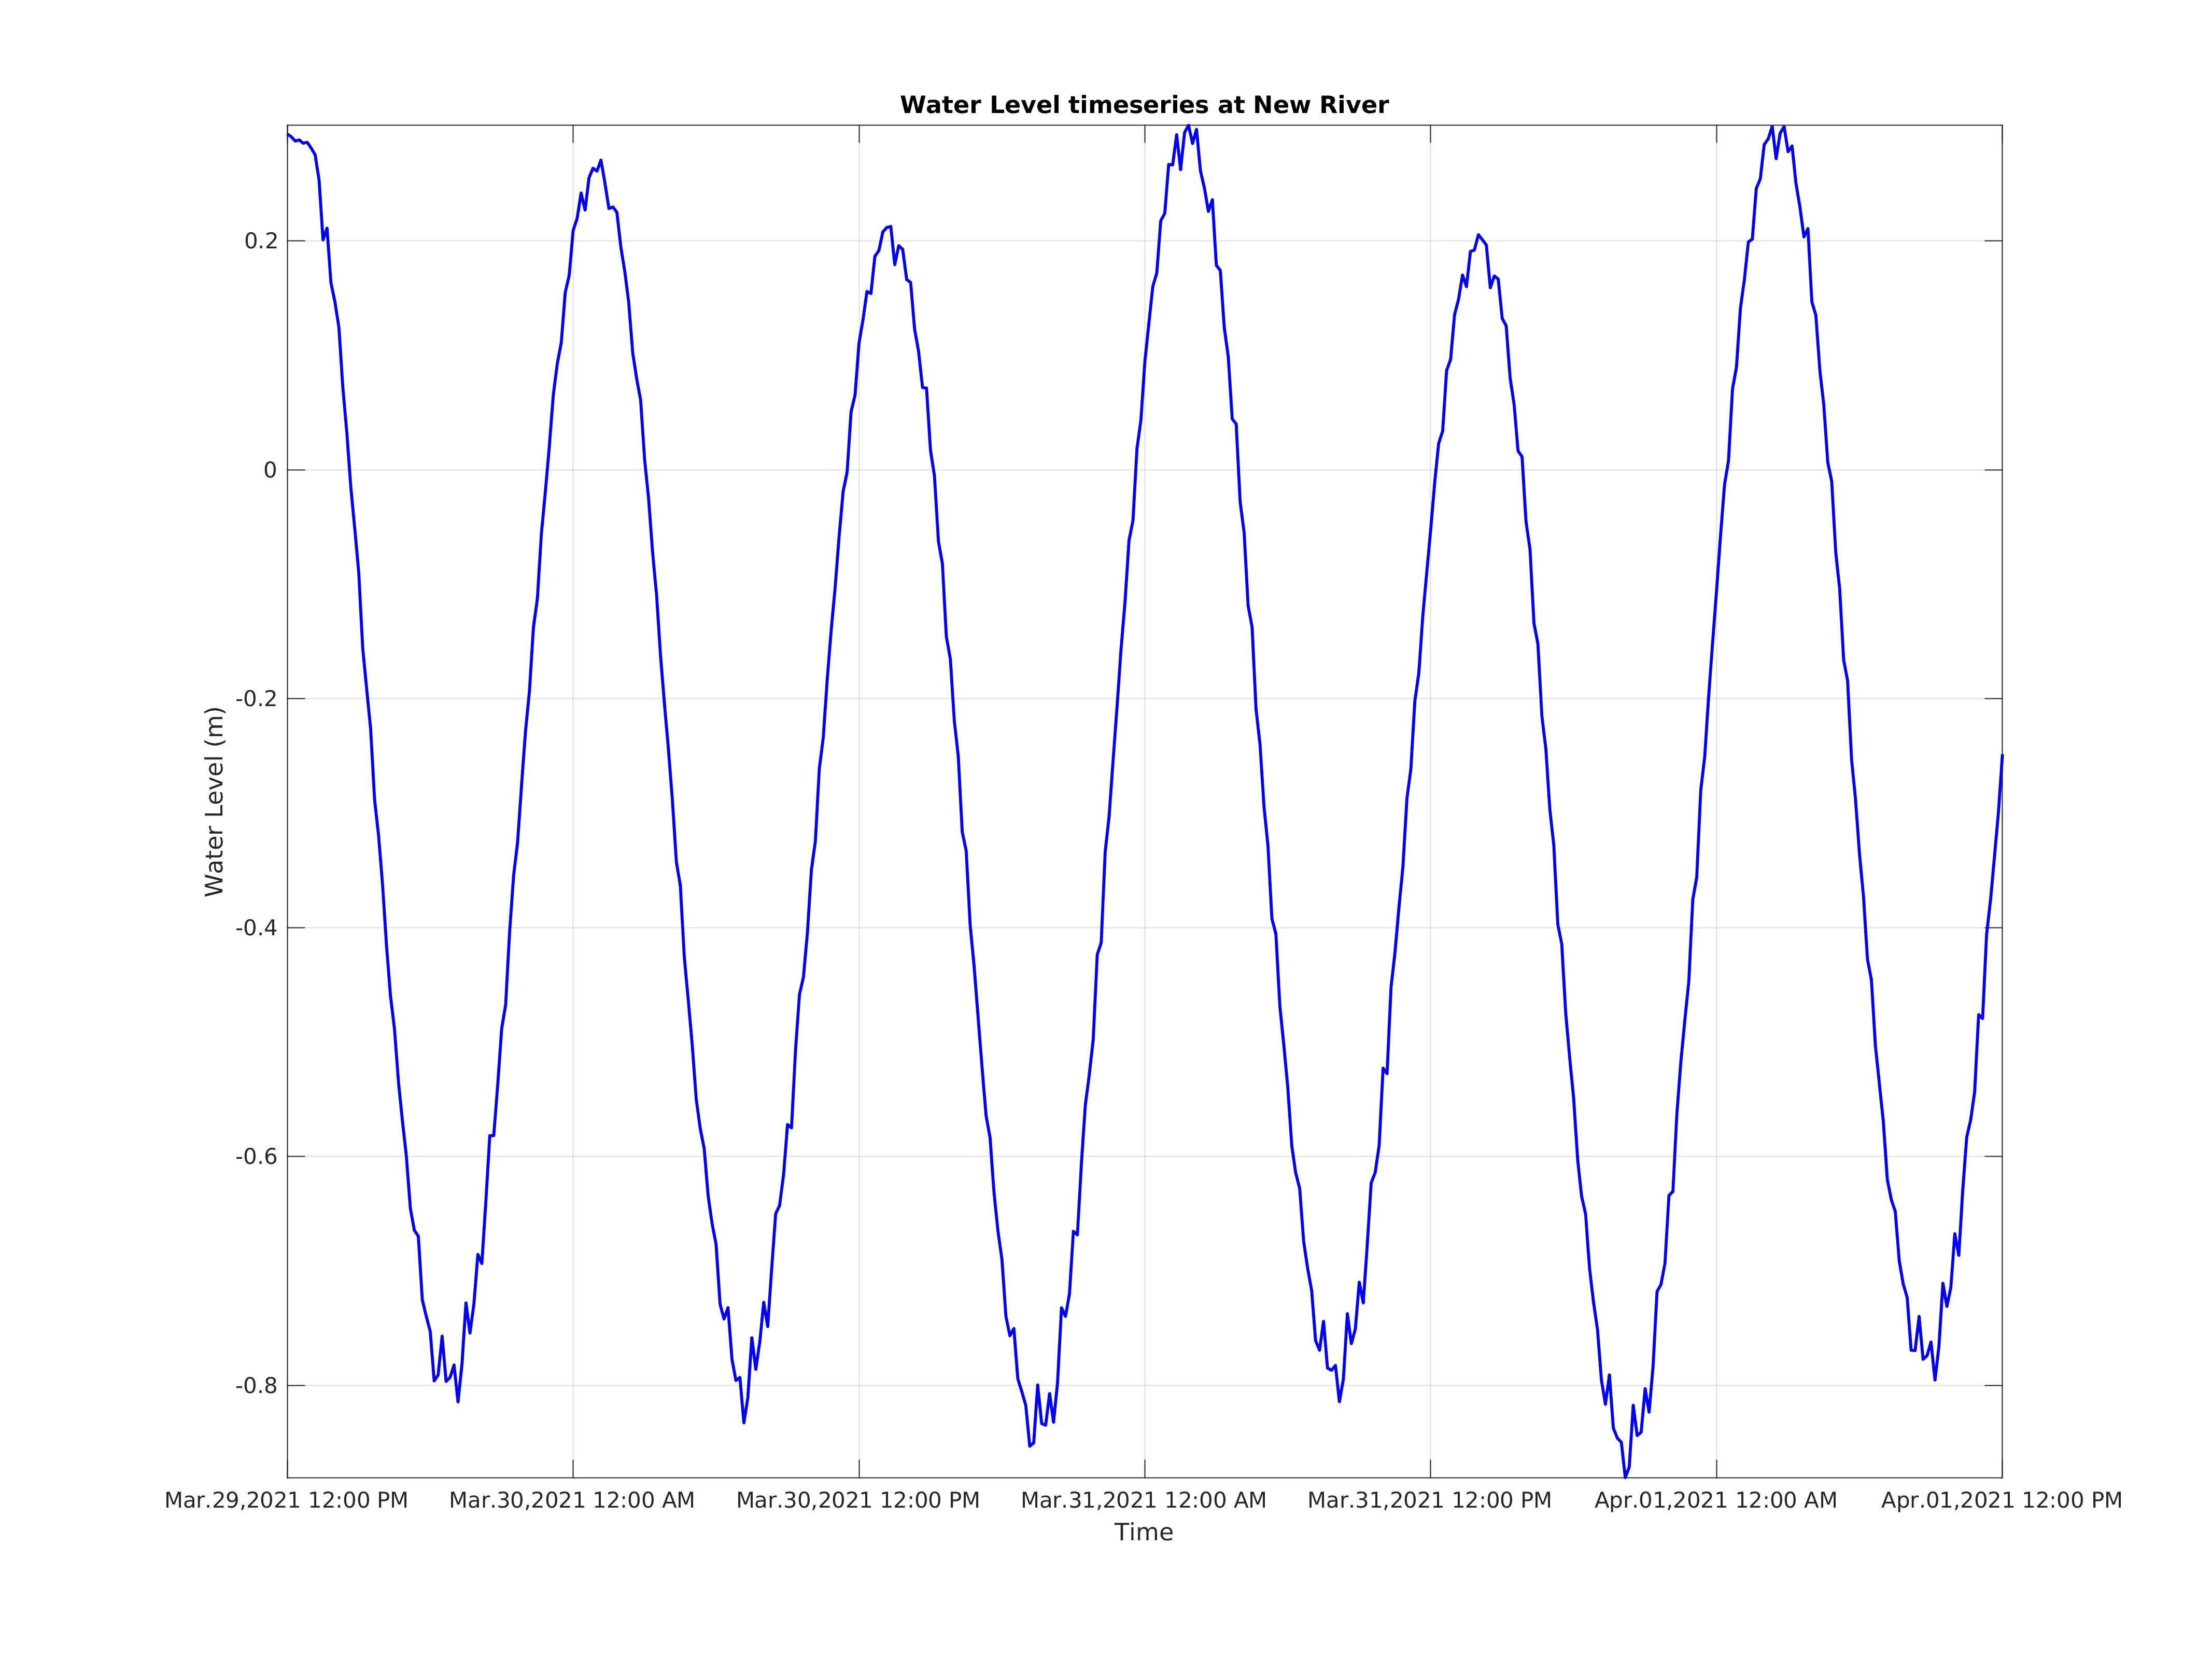 Water Level timeseries at New River
0.2
0
-0.2
-0.4
-0.6
-0.8
Water Level (m)
Mar.29,2021 12:00 PM
Mar.30,2021 12:00 AM
Mar.30,2021 12:00 PM
Mar.31,2021 12:00 AM
Mar.31,2021 12:00 PM
Apr.01,2021 12:00 AM
Apr.01,2021 12:00 PM
Time